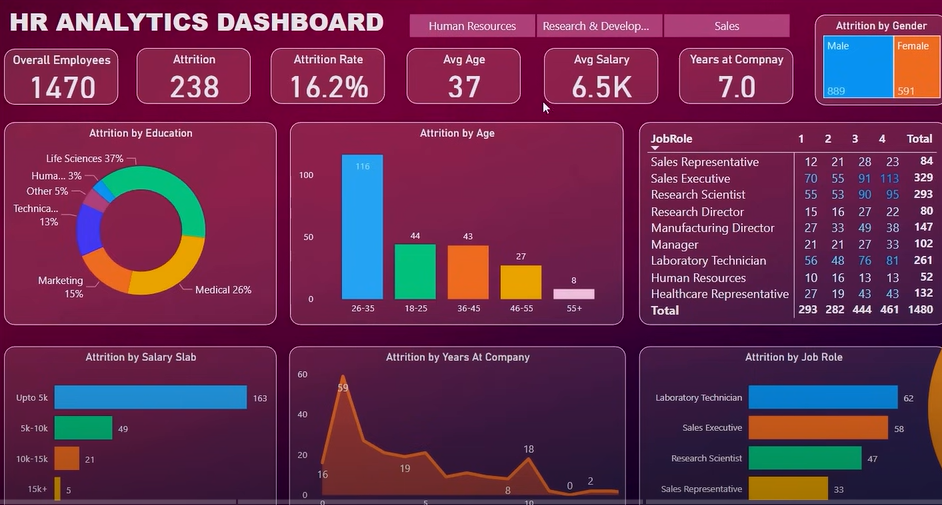 HR ANALYTICS DASHBOARD
Human Resources
Research & Develop...
Sales
Attrition by Gender
Male
Female
889
591
Overall Employees
1470
Attrition
238
Attrition Rate
16.2%
Avg Age
37
Avg Salary
6.5K
Years at Compnay
7.0
Attrition by Education
Life Sciences 37%
Huma... 3%
Other 5%
Technica...
13%
Marketing
15%
Medical 26%
Attrition by Age
100
50
0
116
44
43
27
8
26-35
18-25
36-45
46-55
55+
JobRole 1 2 3 4 Total
Sales Representative 12 21 28 23 84
Sales Executive 70 55 91 113 329
Research Scientist 55 53 90 95 293
Research Director 15 16 27 22 80
Manufacturing Director 27 33 49 38 147
Manager 21 21 27 33 102
Laboratory Technician 56 48 76 81 261
Human Resources 10 16 13 13 52
Healthcare Representative 27 19 43 43 132
Total 293 282 444 461 1480
Attrition by Salary Slab
Upto 5k 163
5k-10k 49
10k-15k 21
15k+ 5
Attrition by Years At Company
60
40
20
0
16
59
19
8
18
0
2
0
5
10
Attrition by Job Role
Laboratory Technician 62
Sales Executive 58
Research Scientist 47
Sales Representative 33